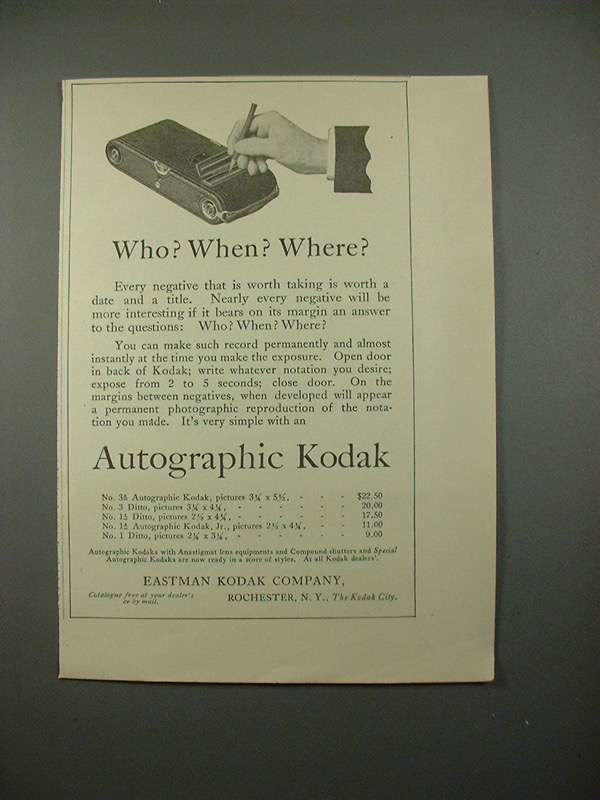 Who? When? Where?
Every negative that is worth taking is worth a
date and a title. Nearly every negative will be
more interesting if it bears on its margin an answer
to the questions: Who? When? Where?
You can make such record permanently and almost
instantly at the time you make the exposure. Open door
in back of Kodak; write whatever notation you desire;
expose from 2 to 5 seconds; close door. On the
margins between negatives, when developed will appear
a permanent photographic reproduction of the nota-
tion you made. It's very simple with an
Autographic Kodak
No. 3A Autographic Kodak, pictures 3¼ x 5½, - - - $22.50
No. 3 Ditto, pictures 3¼ x 4¼, - - - - - - 20.00
No. 1A Ditto, pictures 2½ x 4¼, - - - - - - 17.50
No. 1A Autographic Kodak, Jr., pictures 2½ x 4¼, - - - 11.00
No. 1 Ditto, pictures 2¼ x 3¼, - - - - - - 9.00
Autographic Kodaks with Anastigmat lens equipments and Compound shutters and Special
Autographic Kodaks are now ready in a score of styles. At all Kodak dealers'.
EASTMAN KODAK COMPANY,
Catalogue free at your dealer's
or by mail.
ROCHESTER, N. Y., The Kodak City.